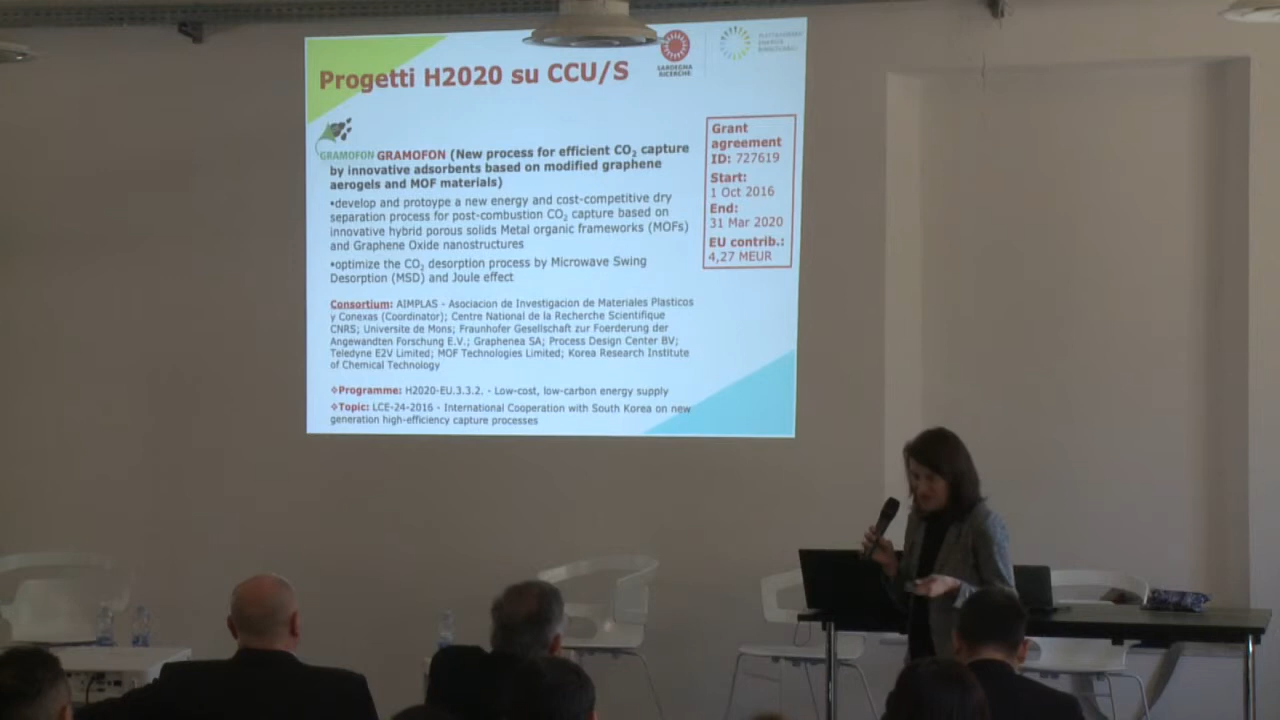 Progetti H2020 su CCU/S
SARDEGNA
RICERCHE
PIATTAFORMA
ENERGIE
RINNOVABILI
GRAMOFON GRAMOFON (New process for efficient CO₂ capture
by innovative adsorbents based on modified graphene
aerogels and MOF materials)
•develop and protoype a new energy and cost-competitive dry
separation process for post-combustion CO₂ capture based on
innovative hybrid porous solids Metal organic frameworks (MOFs)
and Graphene Oxide nanostructures
•optimize the CO₂ desorption process by Microwave Swing
Desorption (MSD) and Joule effect
Consortium: AIMPLAS - Asociacion de Investigacion de Materiales Plasticos
y Conexas (Coordinator); Centre National de la Recherche Scientifique
CNRS; Universite de Mons; Fraunhofer Gesellschaft zur Foerderung der
Angewandten Forschung E.V.; Graphenea SA; Process Design Center BV;
Teledyne E2V Limited; MOF Technologies Limited; Korea Research Institute
of Chemical Technology
❖Programme: H2020-EU.3.3.2. - Low-cost, low-carbon energy supply
❖Topic: LCE-24-2016 - International Cooperation with South Korea on new
generation high-efficiency capture processes
Grant
agreement
ID: 727619
Start:
1 Oct 2016
End:
31 Mar 2020
EU contrib.:
4,27 MEUR